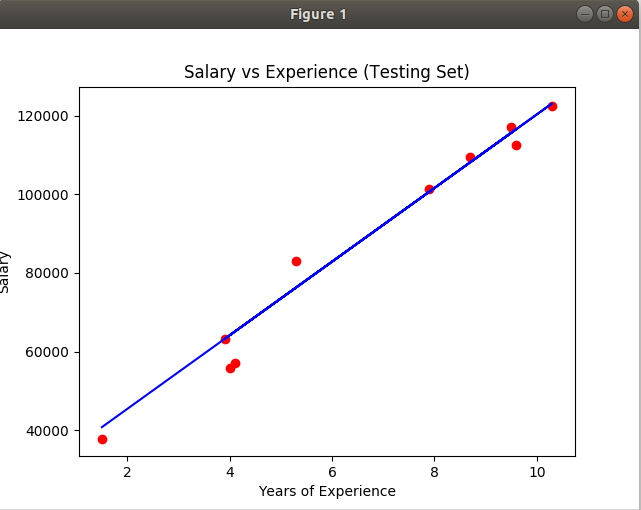 Figure 1
Salary vs Experience (Testing Set)
120000
100000
80000
60000
40000
Salary
2 4 6 8 10
Years of Experience